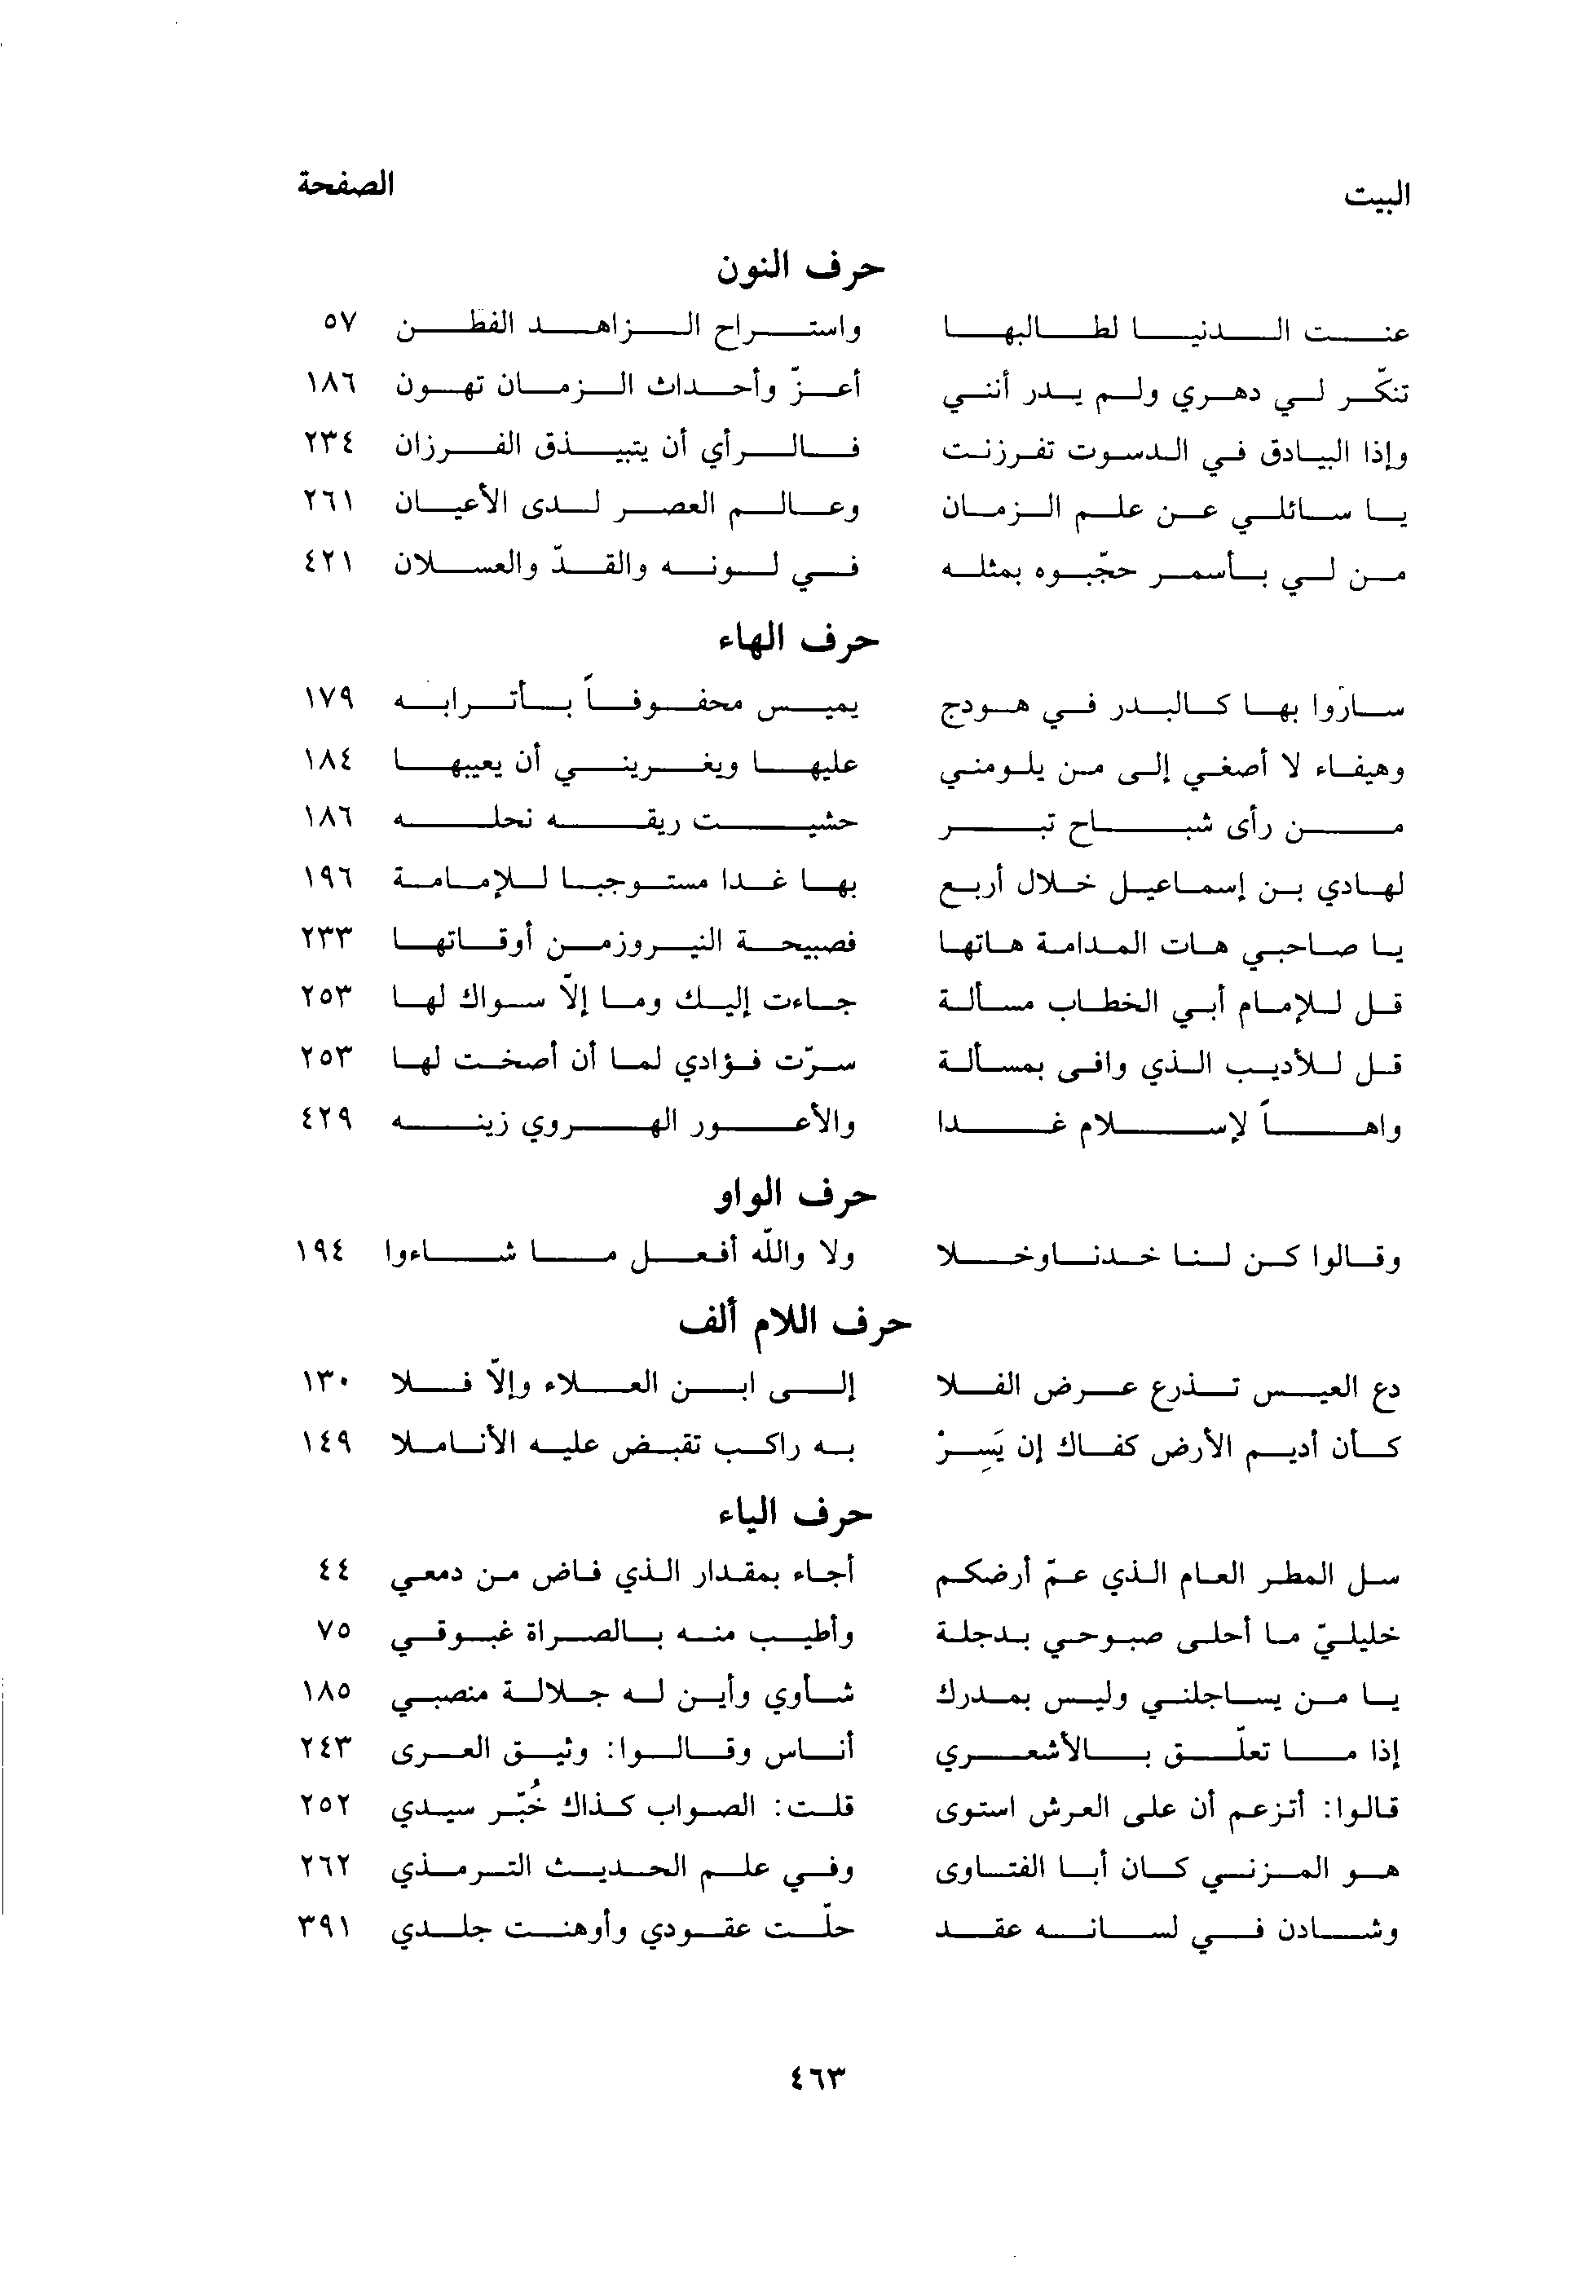 البيت الصفحة
حرف النون
عنت الدنيا لطالبها واستراح الزاهد الفطن ٥٧
تنكّر لي دهري ولم يدر أنني أعزّ وأحداث الزمان تهون ١٨٦
وإذا البيادق في الدسوت تفرزنت فالرأي أن يتبيذق الفرزان ٢٣٤
يا سائلي عن علم الزمان وعالم العصر لدى الأعيان ٢٦١
من لي بأسمر حجّبوه بمثله في لونه والقدّ والعسلان ٤٢١
حرف الهاء
ساروا بها كالبدر في هودج يميس محفوفاً بأترابه ١٧٩
وهيفاء لا أصغي إلى من يلومني عليها ويغريني أن يعيبها ١٨٤
من رأى شباح تبر حشيت ريقه نحله ١٨٦
لهادي بن إسماعيل خلال أربع بها غدا مستوجبا للإمامة ١٩٦
يا صاحبي هات المدامة هاتها فصبيحة النيروزمن أوقاتها ٢٣٣
قل للإمام أبي الخطاب مسألة جاءت إليك وما إلاّ سواك لها ٢٥٣
قل للأديب الذي وافى بمسألة سرّت فؤادي لما أن أصخت لها ٢٥٣
واهاً لإسلام غدا والأعور الهروي زينه ٤٢٩
حرف الواو
وقالوا كن لنا خدناوخلا ولا واللّه أفعل ما شاءوا ١٩٤
حرف اللام ألف
دع العيس تذرع عرض الفلا إلى ابن العلاء وإلاّ فلا ١٣٠
كأن أديم الأرض كفاك إن يَسِرْ به راكب تقبض عليه الأناملا ١٤٩
حرف الياء
سل المطر العام الذي عمّ أرضكم أجاء بمقدار الذي فاض من دمعي ٤٤
خليليّ ما أحلى صبوحي بدجلة وأطيب منه بالصراة غبوقي ٧٥
يا من يساجلني وليس بمدرك شأوي وأين له جلالة منصبي ١٨٥
إذا ما تعلّق بالأشعري أناس وقالوا: وثيق العرى ٢٤٣
قالوا: أتزعم أن على العرش استوى قلت: الصواب كذاك خُبّر سيدي ٢٥٢
هو المزني كان أبا الفتاوى وفي علم الحديث الترمذي ٢٦٢
وشادن في لسانه عقد حلّت عقودي وأوهنت جلدي ٣٩١
٤٦٣